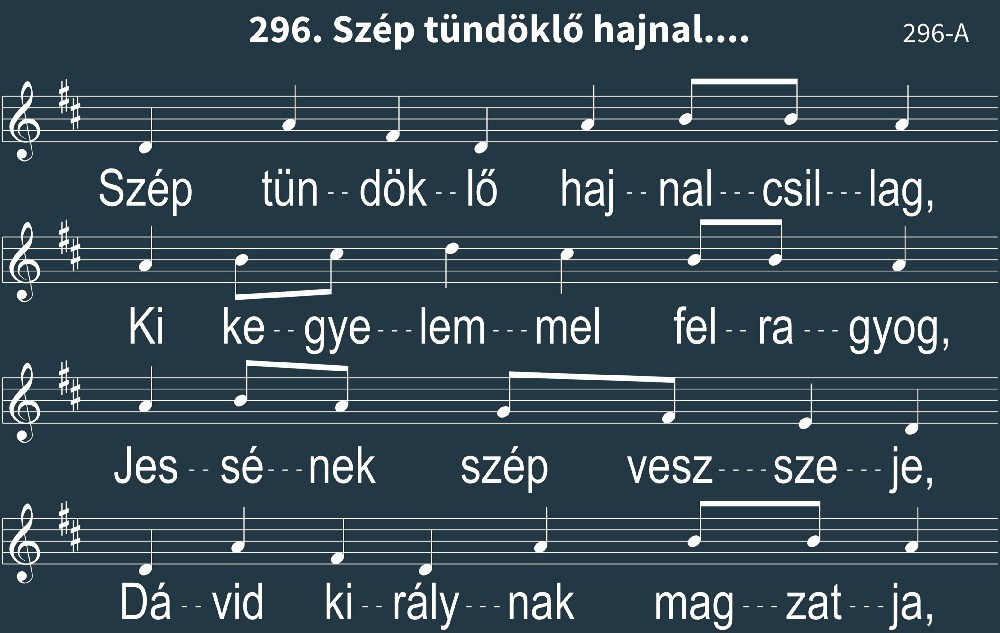 296. Szép tündöklő hajnal....
296-A
Szép tün - - dök - - lő haj - - nal - - - csil - - - lag,
Ki ke - - gye - - - lem - - - mel fel - - ra - - - gyog,
Jes - - sé - - - nek szép vesz - - - - sze - - - je,
Dá - - vid ki - - rály - - - nak mag - - - zat - - - ja,